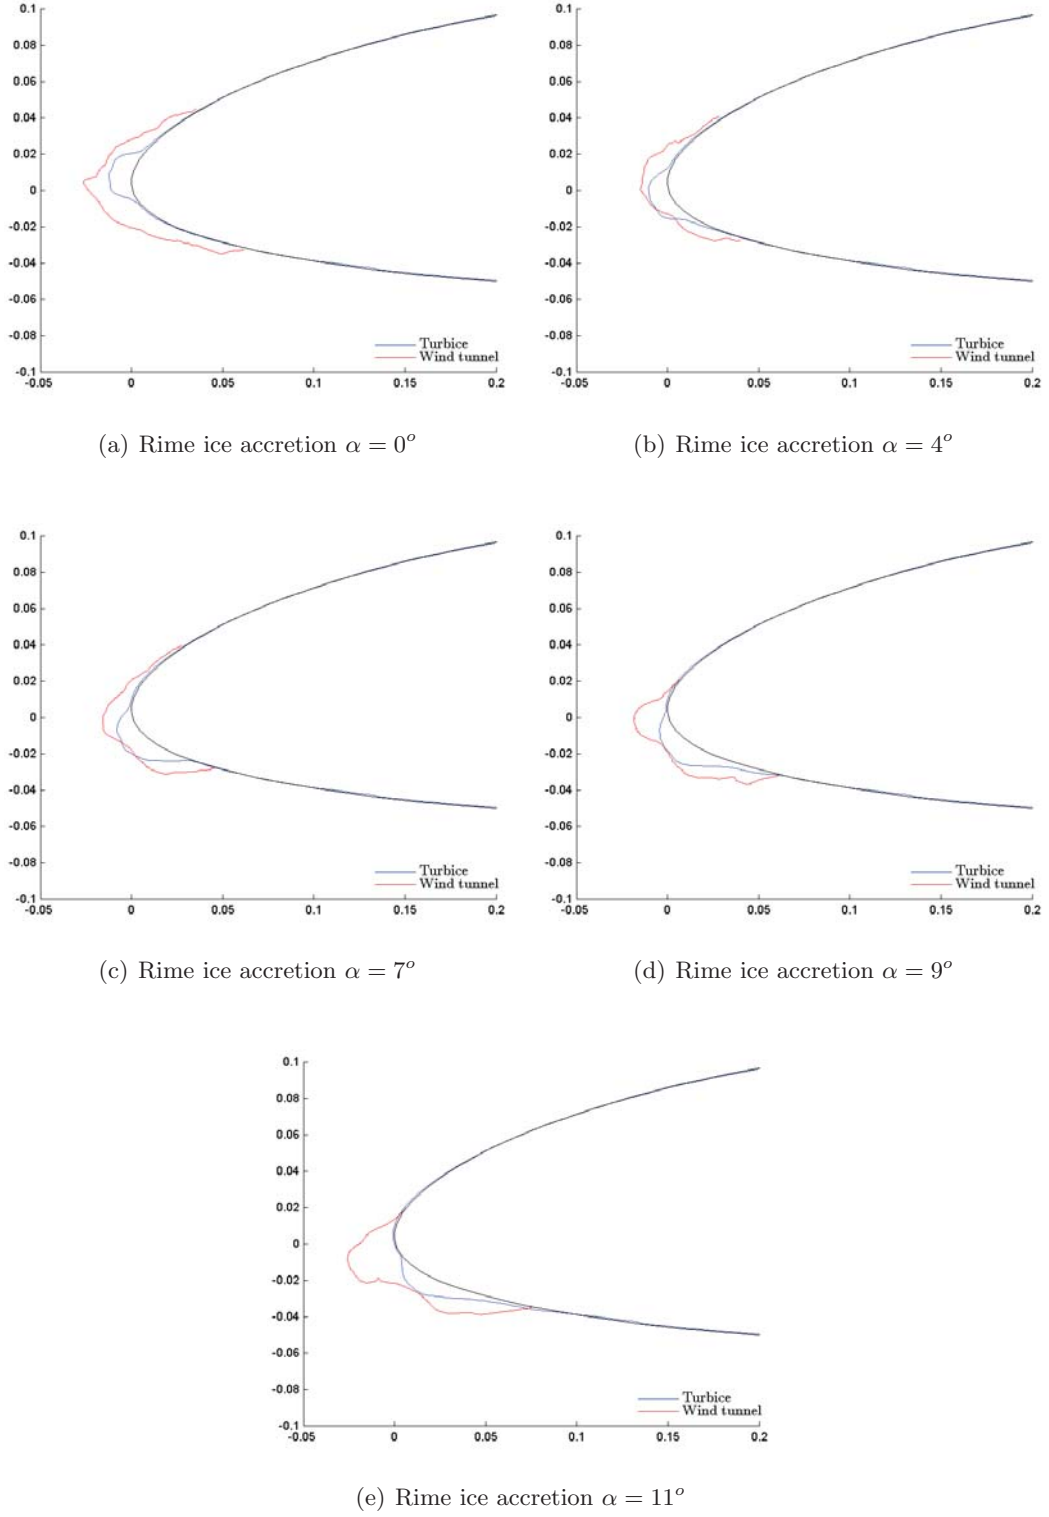 0.1
0.08
0.06
0.04
0.02
0
-0.02
-0.04
-0.06
-0.08
-0.1
-0.05 0 0.05 0.1 0.15 0.2
Turbice
Wind tunnel
(a) Rime ice accretion α = 0°
0.1
0.08
0.06
0.04
0.02
0
-0.02
-0.04
-0.06
-0.08
-0.1
-0.05 0 0.05 0.1 0.15 0.2
Turbice
Wind tunnel
(b) Rime ice accretion α = 4°
0.1
0.08
0.06
0.04
0.02
0
-0.02
-0.04
-0.06
-0.08
-0.1
-0.05 0 0.05 0.1 0.15 0.2
Turbice
Wind tunnel
(c) Rime ice accretion α = 7°
0.1
0.08
0.06
0.04
0.02
0
-0.02
-0.04
-0.06
-0.08
-0.1
-0.05 0 0.05 0.1 0.15 0.2
Turbice
Wind tunnel
(d) Rime ice accretion α = 9°
0.1
0.08
0.06
0.04
0.02
0
-0.02
-0.04
-0.06
-0.08
-0.1
-0.05 0 0.05 0.1 0.15 0.2
Turbice
Wind tunnel
(e) Rime ice accretion α = 11°